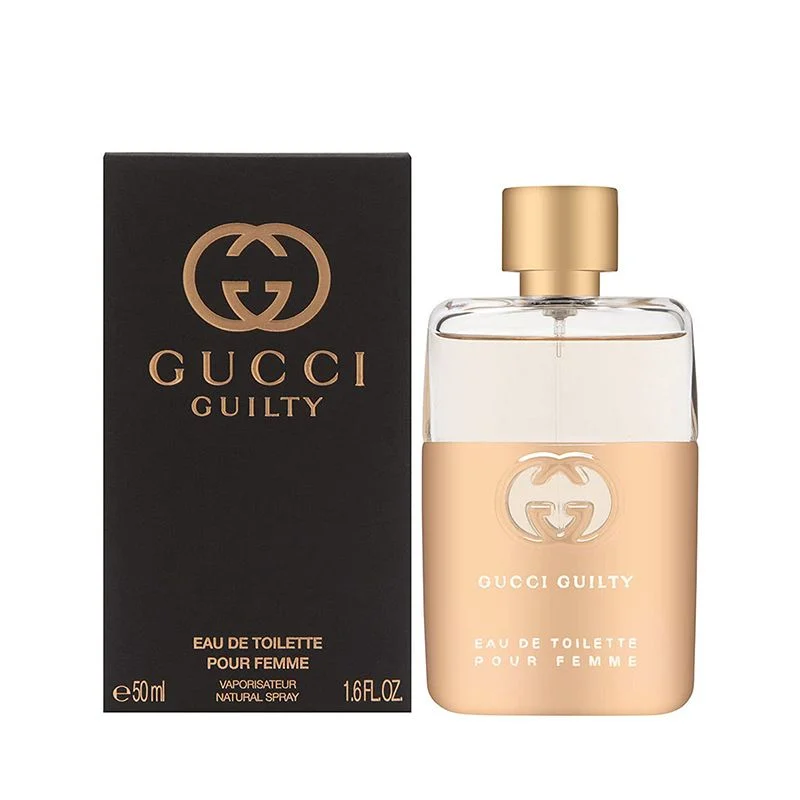 GUCCI
GUILTY
EAU DE TOILETTE
POUR FEMME
VAPORISATEUR
NATURAL SPRAY
e50 ml
1.6 FL.OZ.
GUCCI GUILTY
EAU DE TOILETTE
POUR FEMME